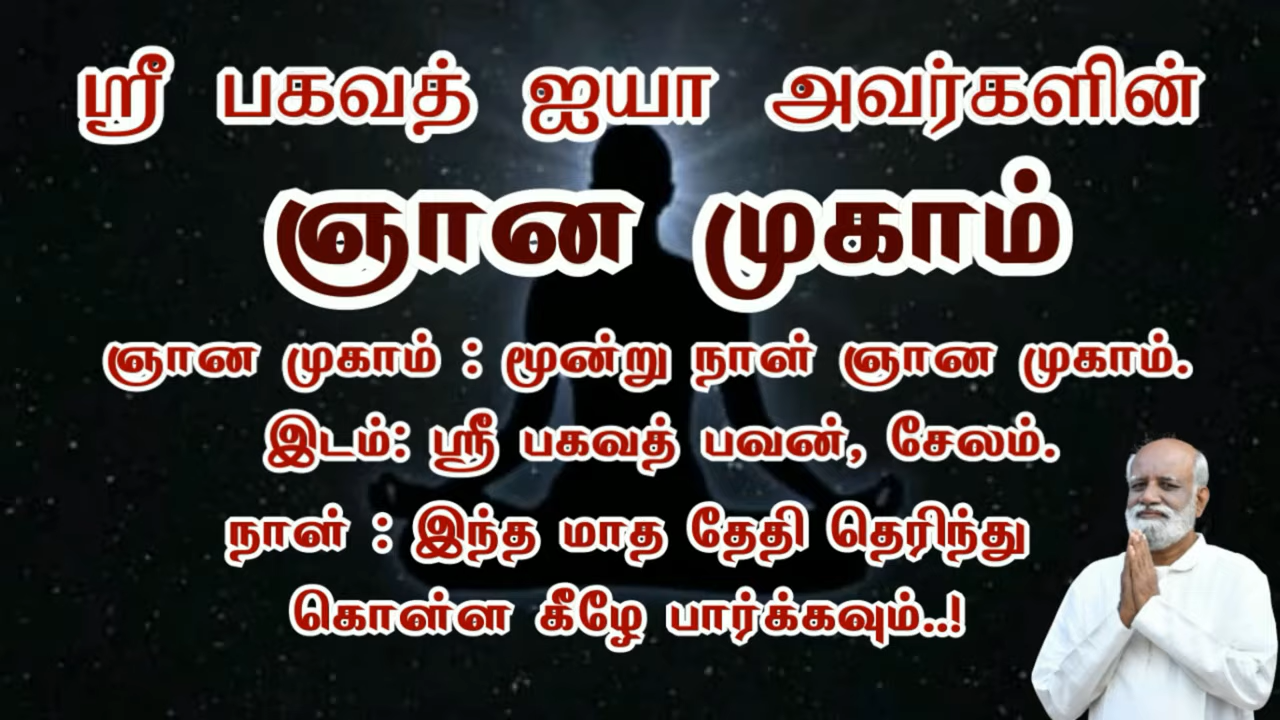 ஸ்ரீ பகவத் ஐயா அவர்களின்
ஞான முகாம்
ஞான முகாம் : மூன்று நாள் ஞான முகாம்.
இடம்: ஸ்ரீ பகவத் பவன், சேலம்.
நாள் : இந்த மாத தேதி தெரிந்து
கொள்ள கீழே பார்க்கவும்..!